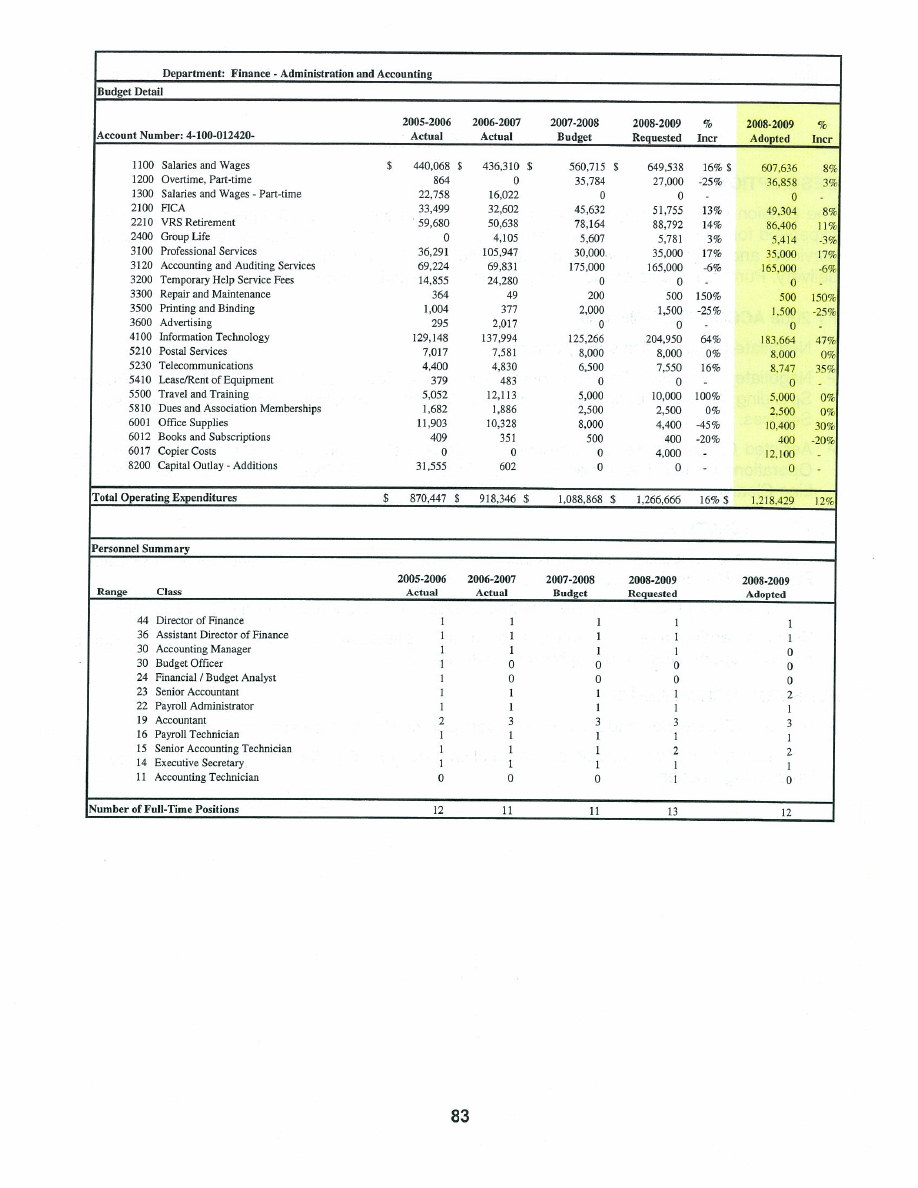 Department: Finance - Administration and Accounting
Budget Detail
2005-2006 2006-2007 2007-2008 2008-2009 % 2008-2009 %
Account Number: 4-100-012420- Actual Actual Budget Requested Incr Adopted Incr
1100 Salaries and Wages $ 440,068 $ 436,310 $ 560,715 $ 649,538 16% $ 607,636 8%
1200 Overtime, Part-time 864 0 35,784 27,000 -25% 36,858 3%
1300 Salaries and Wages - Part-time 22,758 16,022 0 0 - 0 -
2100 FICA 33,499 32,602 45,632 51,755 13% 49,304 8%
2210 VRS Retirement 59,680 50,638 78,164 88,792 14% 86,406 11%
2400 Group Life 0 4,105 5,607 5,781 3% 5,414 -3%
3100 Professional Services 36,291 105,947 30,000 35,000 17% 35,000 17%
3120 Accounting and Auditing Services 69,224 69,831 175,000 165,000 -6% 165,000 -6%
3200 Temporary Help Service Fees 14,855 24,280 0 0 - 0 -
3300 Repair and Maintenance 364 49 200 500 150% 500 150%
3500 Printing and Binding 1,004 377 2,000 1,500 -25% 1,500 -25%
3600 Advertising 295 2,017 0 0 - 0 -
4100 Information Technology 129,148 137,994 125,266 204,950 64% 183,664 47%
5210 Postal Services 7,017 7,581 8,000 8,000 0% 8,000 0%
5230 Telecommunications 4,400 4,830 6,500 7,550 16% 8,747 35%
5410 Lease/Rent of Equipment 379 483 0 0 - 0 -
5500 Travel and Training 5,052 12,113 5,000 10,000 100% 5,000 0%
5810 Dues and Association Memberships 1,682 1,886 2,500 2,500 0% 2,500 0%
6001 Office Supplies 11,903 10,328 8,000 4,400 -45% 10,400 30%
6012 Books and Subscriptions 409 351 500 400 -20% 400 -20%
6017 Copier Costs 0 0 0 4,000 - 12,100 -
8200 Capital Outlay - Additions 31,555 602 0 0 - 0 -
Total Operating Expenditures $ 870,447 $ 918,346 $ 1,088,868 $ 1,266,666 16% $ 1,218,429 12%
Personnel Summary
2005-2006 2006-2007 2007-2008 2008-2009 2008-2009
Range Class Actual Actual Budget Requested Adopted
44 Director of Finance 1 1 1 1 1
36 Assistant Director of Finance 1 1 1 1 1
30 Accounting Manager 1 1 1 1 0
30 Budget Officer 1 0 0 0 0
24 Financial / Budget Analyst 1 0 0 0 0
23 Senior Accountant 1 1 1 1 2
22 Payroll Administrator 1 1 1 1 1
19 Accountant 2 3 3 3 3
16 Payroll Technician 1 1 1 1 1
15 Senior Accounting Technician 1 1 1 2 2
14 Executive Secretary 1 1 1 1 1
11 Accounting Technician 0 0 0 1 0
Number of Full-Time Positions 12 11 11 13 12
83